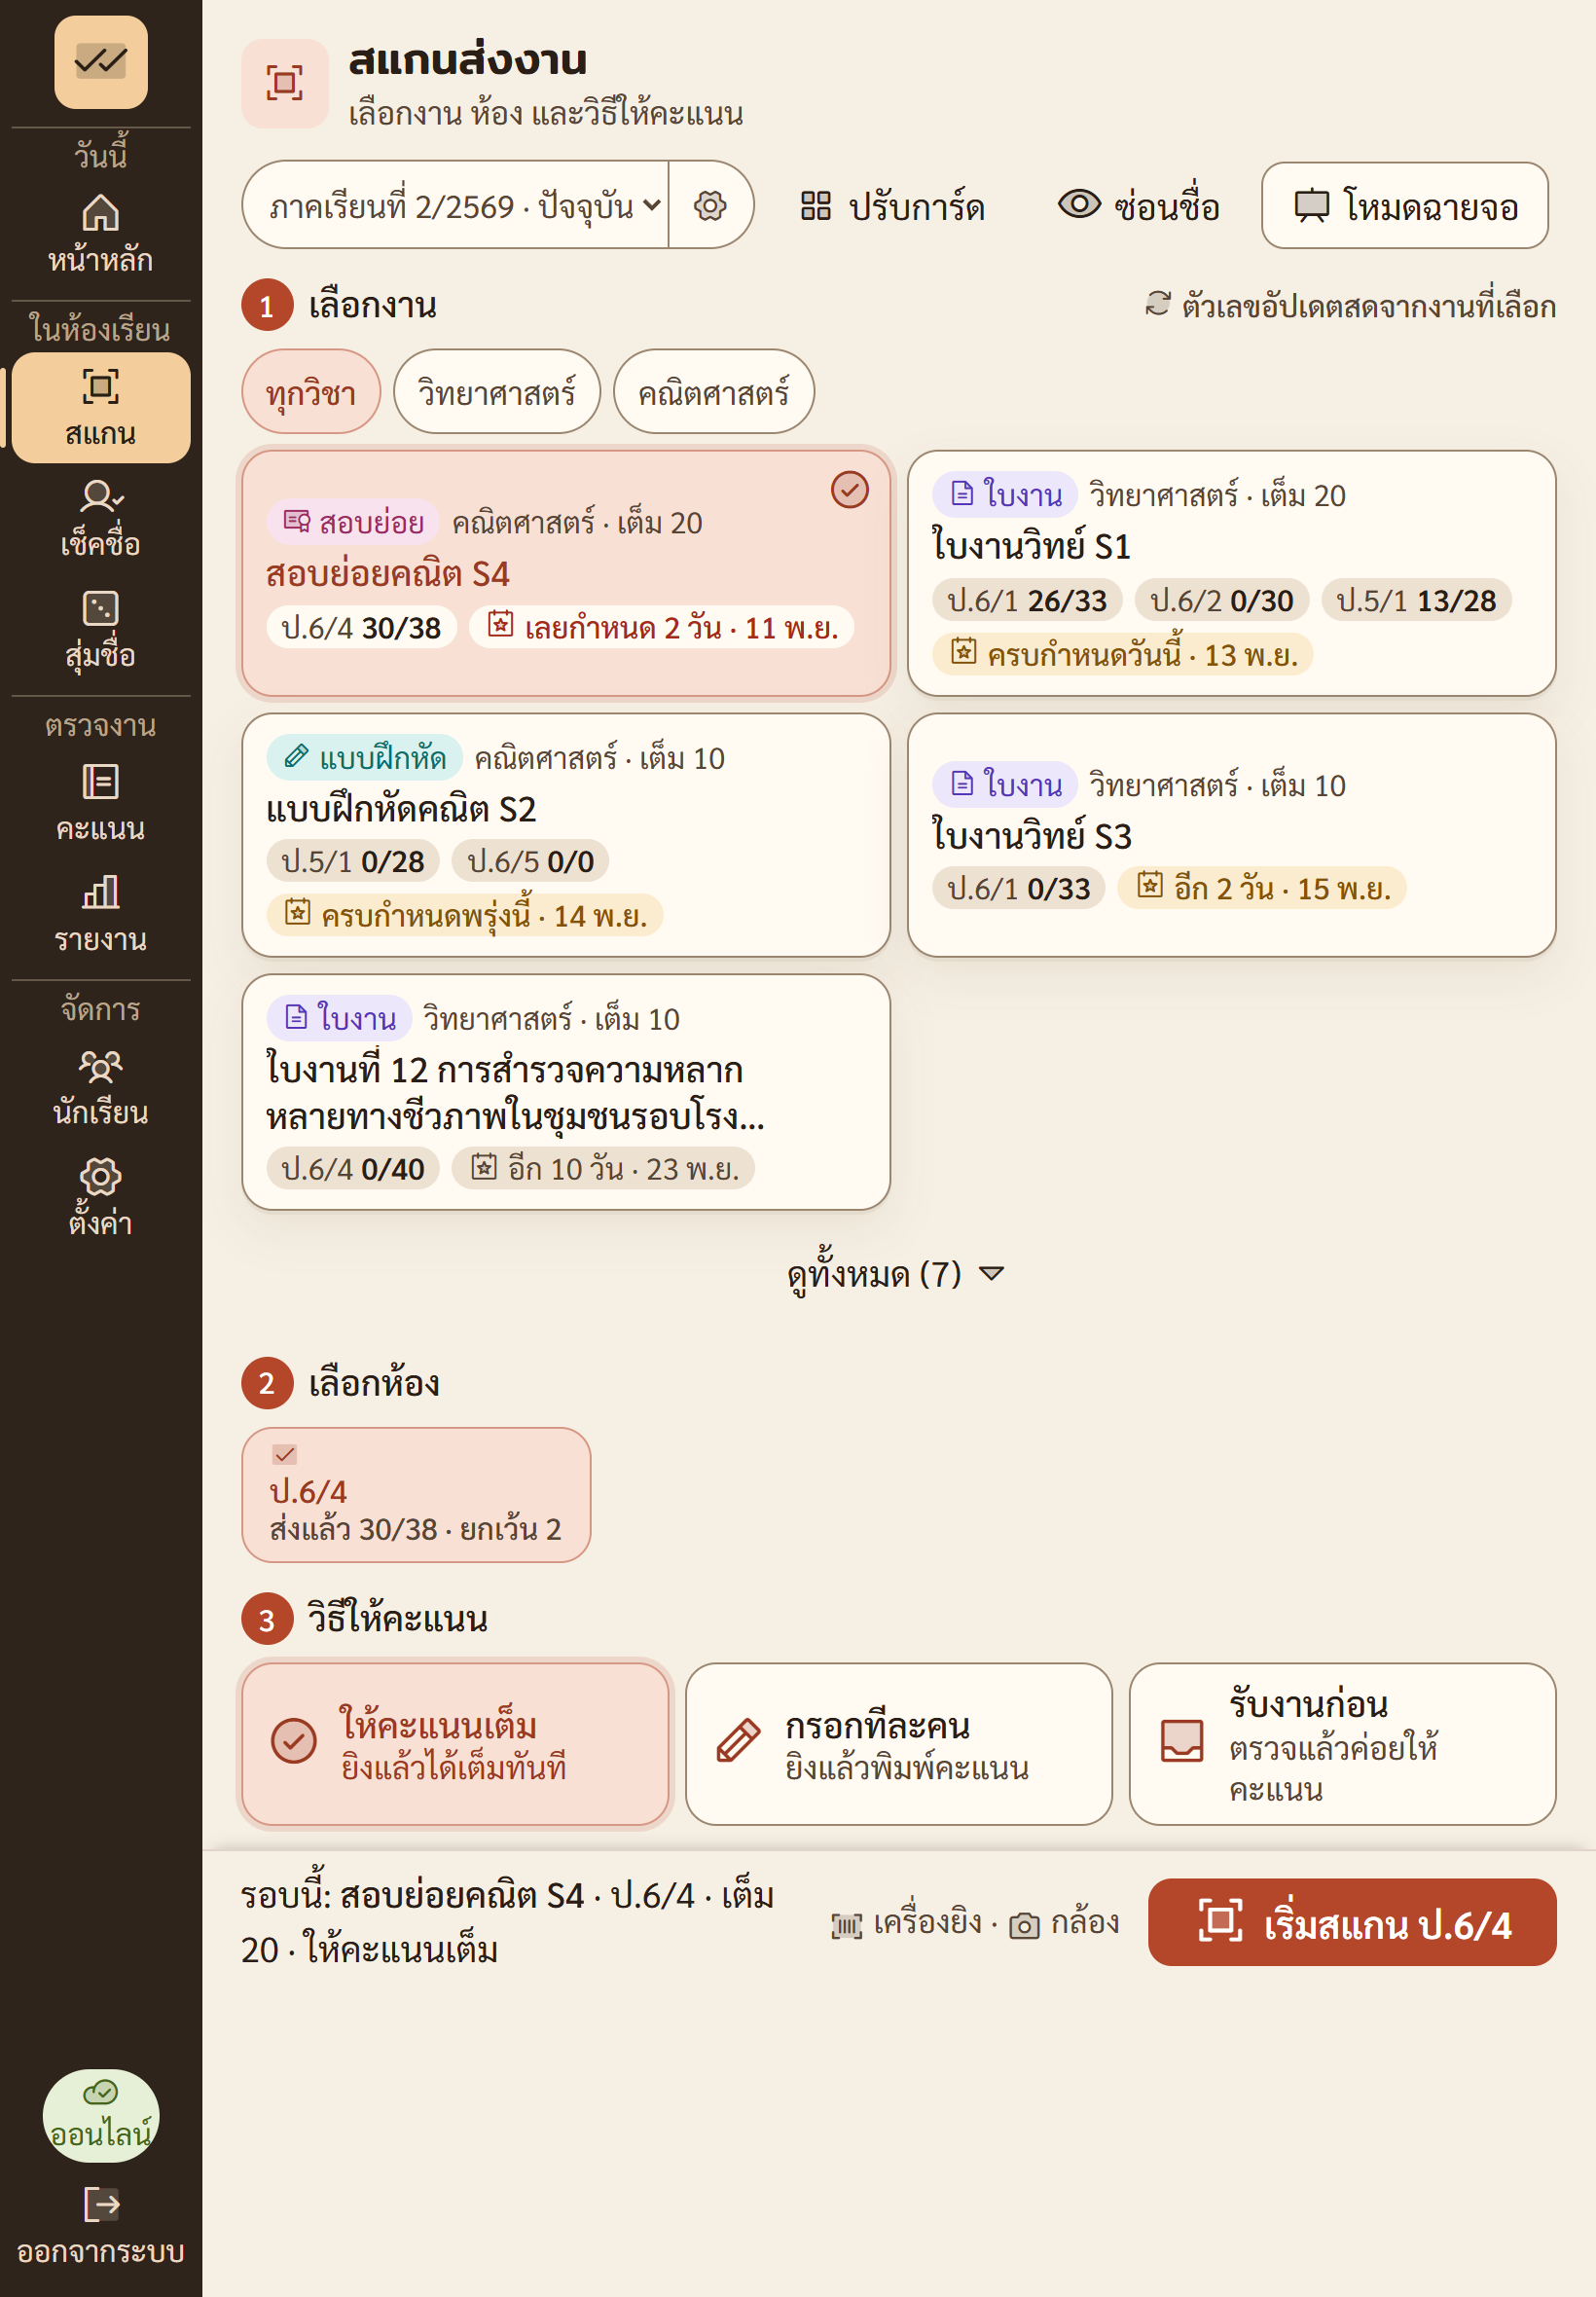 วันนี้
หน้าหลัก
ในห้องเรียน
สแกน
เช็คชื่อ
สุ่มชื่อ
ตรวจงาน
คะแนน
รายงาน
จัดการ
นักเรียน
ตั้งค่า
ออนไลน์
ออกจากระบบ
สแกนส่งงาน
เลือกงาน ห้อง และวิธีให้คะแนน
ภาคเรียนที่ 2/2569 · ปัจจุบัน
ปรับการ์ด
ซ่อนชื่อ
โหมดฉายจอ
1 เลือกงาน
ตัวเลขอัปเดตสดจากงานที่เลือก
ทุกวิชา
วิทยาศาสตร์
คณิตศาสตร์
สอบย่อย คณิตศาสตร์ · เต็ม 20
สอบย่อยคณิต S4
ป.6/4 30/38 เลยกำหนด 2 วัน · 11 พ.ย.
ใบงาน วิทยาศาสตร์ · เต็ม 20
ใบงานวิทย์ S1
ป.6/1 26/33 ป.6/2 0/30 ป.5/1 13/28
ครบกำหนดวันนี้ · 13 พ.ย.
แบบฝึกหัด คณิตศาสตร์ · เต็ม 10
แบบฝึกหัดคณิต S2
ป.5/1 0/28 ป.6/5 0/0
ครบกำหนดพรุ่งนี้ · 14 พ.ย.
ใบงาน วิทยาศาสตร์ · เต็ม 10
ใบงานวิทย์ S3
ป.6/1 0/33 อีก 2 วัน · 15 พ.ย.
ใบงาน วิทยาศาสตร์ · เต็ม 10
ใบงานที่ 12 การสำรวจความหลาก
หลายทางชีวภาพในชุมชนรอบโรง...
ป.6/4 0/40 อีก 10 วัน · 23 พ.ย.
ดูทั้งหมด (7)
2 เลือกห้อง
ป.6/4
ส่งแล้ว 30/38 · ยกเว้น 2
3 วิธีให้คะแนน
ให้คะแนนเต็ม
ยิงแล้วได้เต็มทันที
กรอกทีละคน
ยิงแล้วพิมพ์คะแนน
รับงานก่อน
ตรวจแล้วค่อยให้
คะแนน
รอบนี้: สอบย่อยคณิต S4 · ป.6/4 · เต็ม
20 · ให้คะแนนเต็ม
เครื่องยิง · กล้อง
เริ่มสแกน ป.6/4